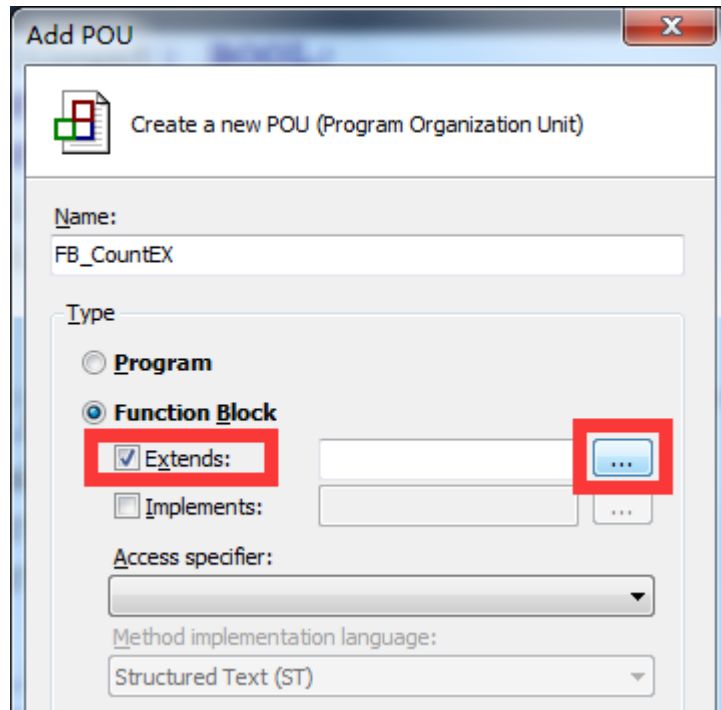 Add POU
Create a new POU (Program Organization Unit)
Name:
FB_CountEX
Type
Program
Function Block
Extends:
...
Implements:
...
Access specifier:
Method implementation language:
Structured Text (ST)